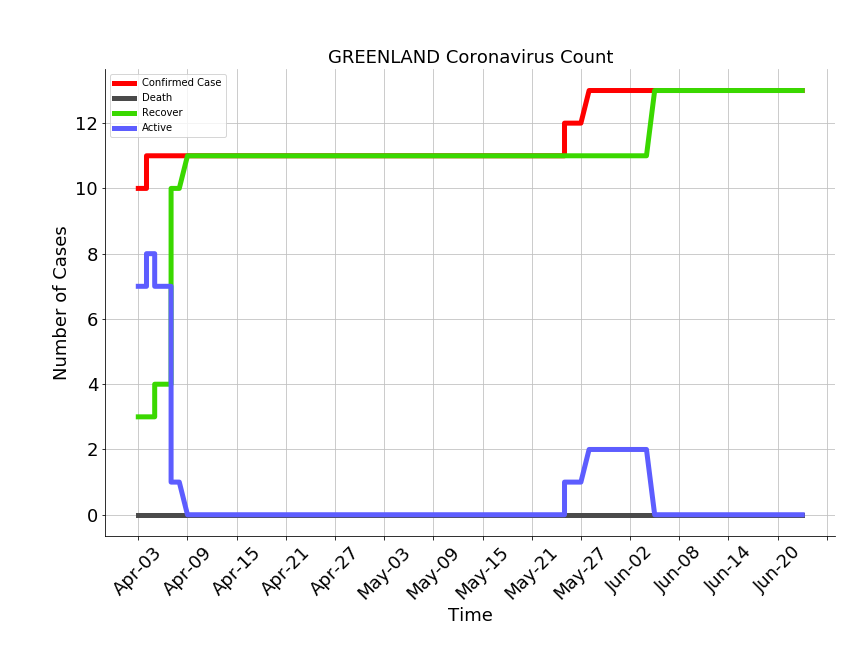 GREENLAND Coronavirus Count
Confirmed Case
Death
Recover
Active
Number of Cases
12
10
8
6
4
2
0
Apr-03 Apr-09 Apr-15 Apr-21 Apr-27 May-03 May-09 May-15 May-21 May-27 Jun-02 Jun-08 Jun-14 Jun-20
Time